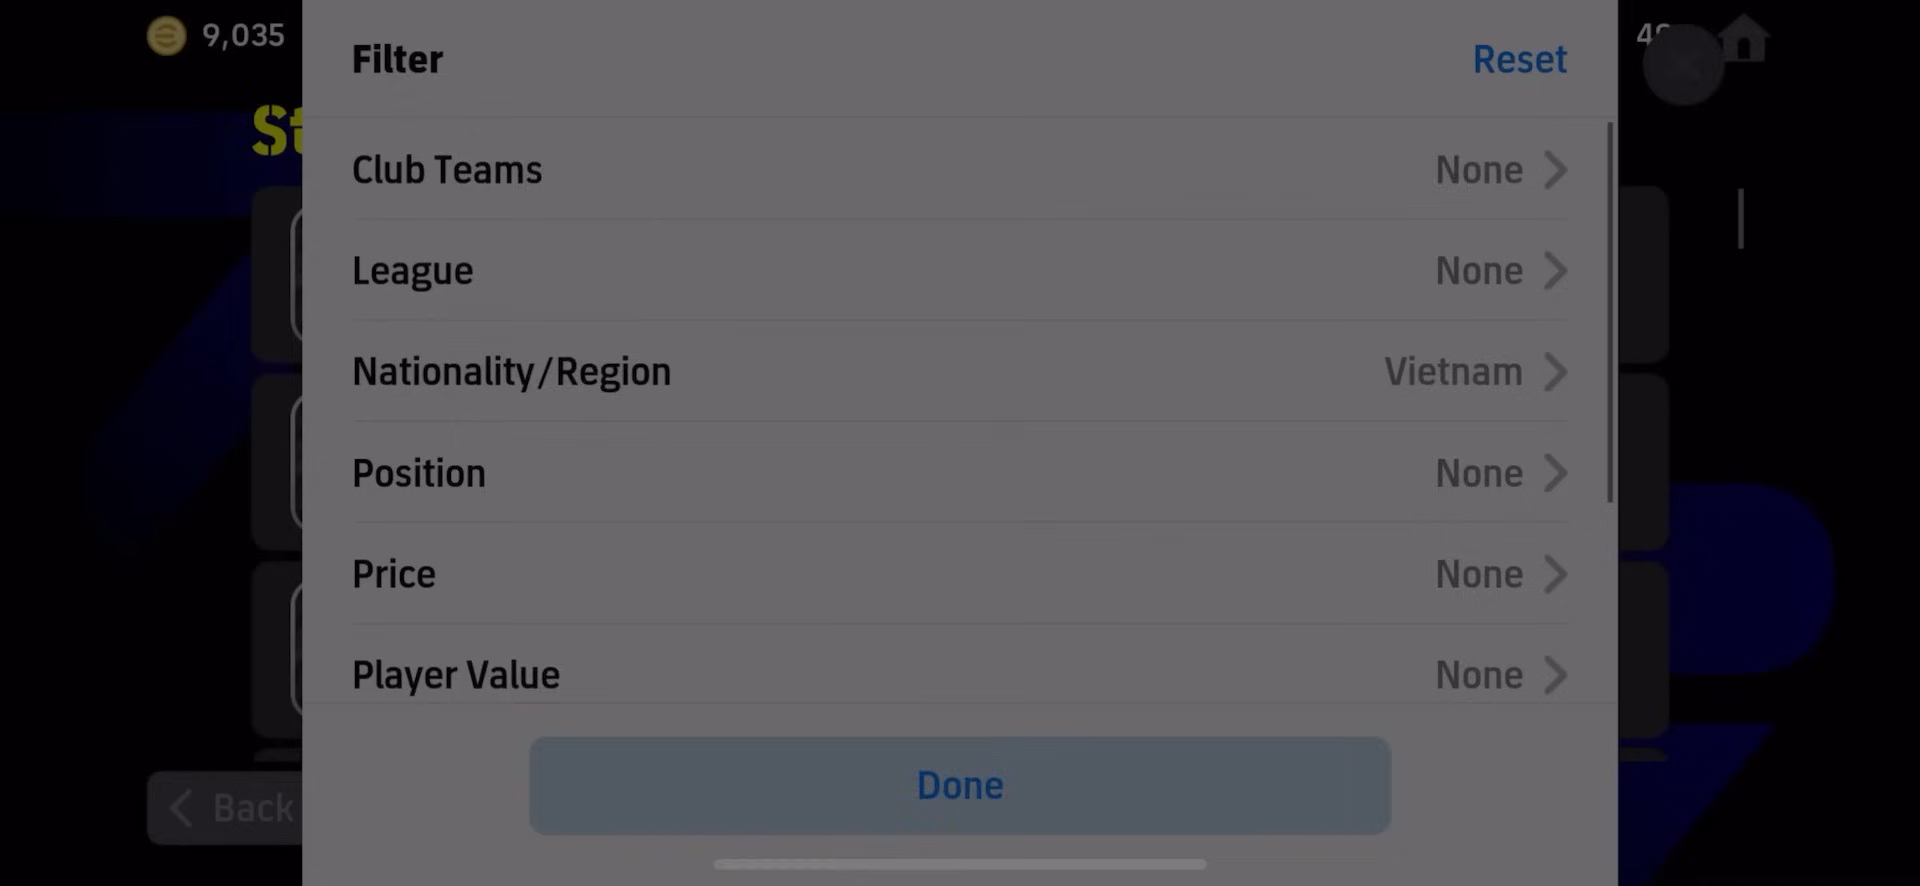 9,035
Filter
Reset
St
Club Teams None
League None
Nationality/Region Vietnam
Position None
Price None
Player Value None
Done
Back